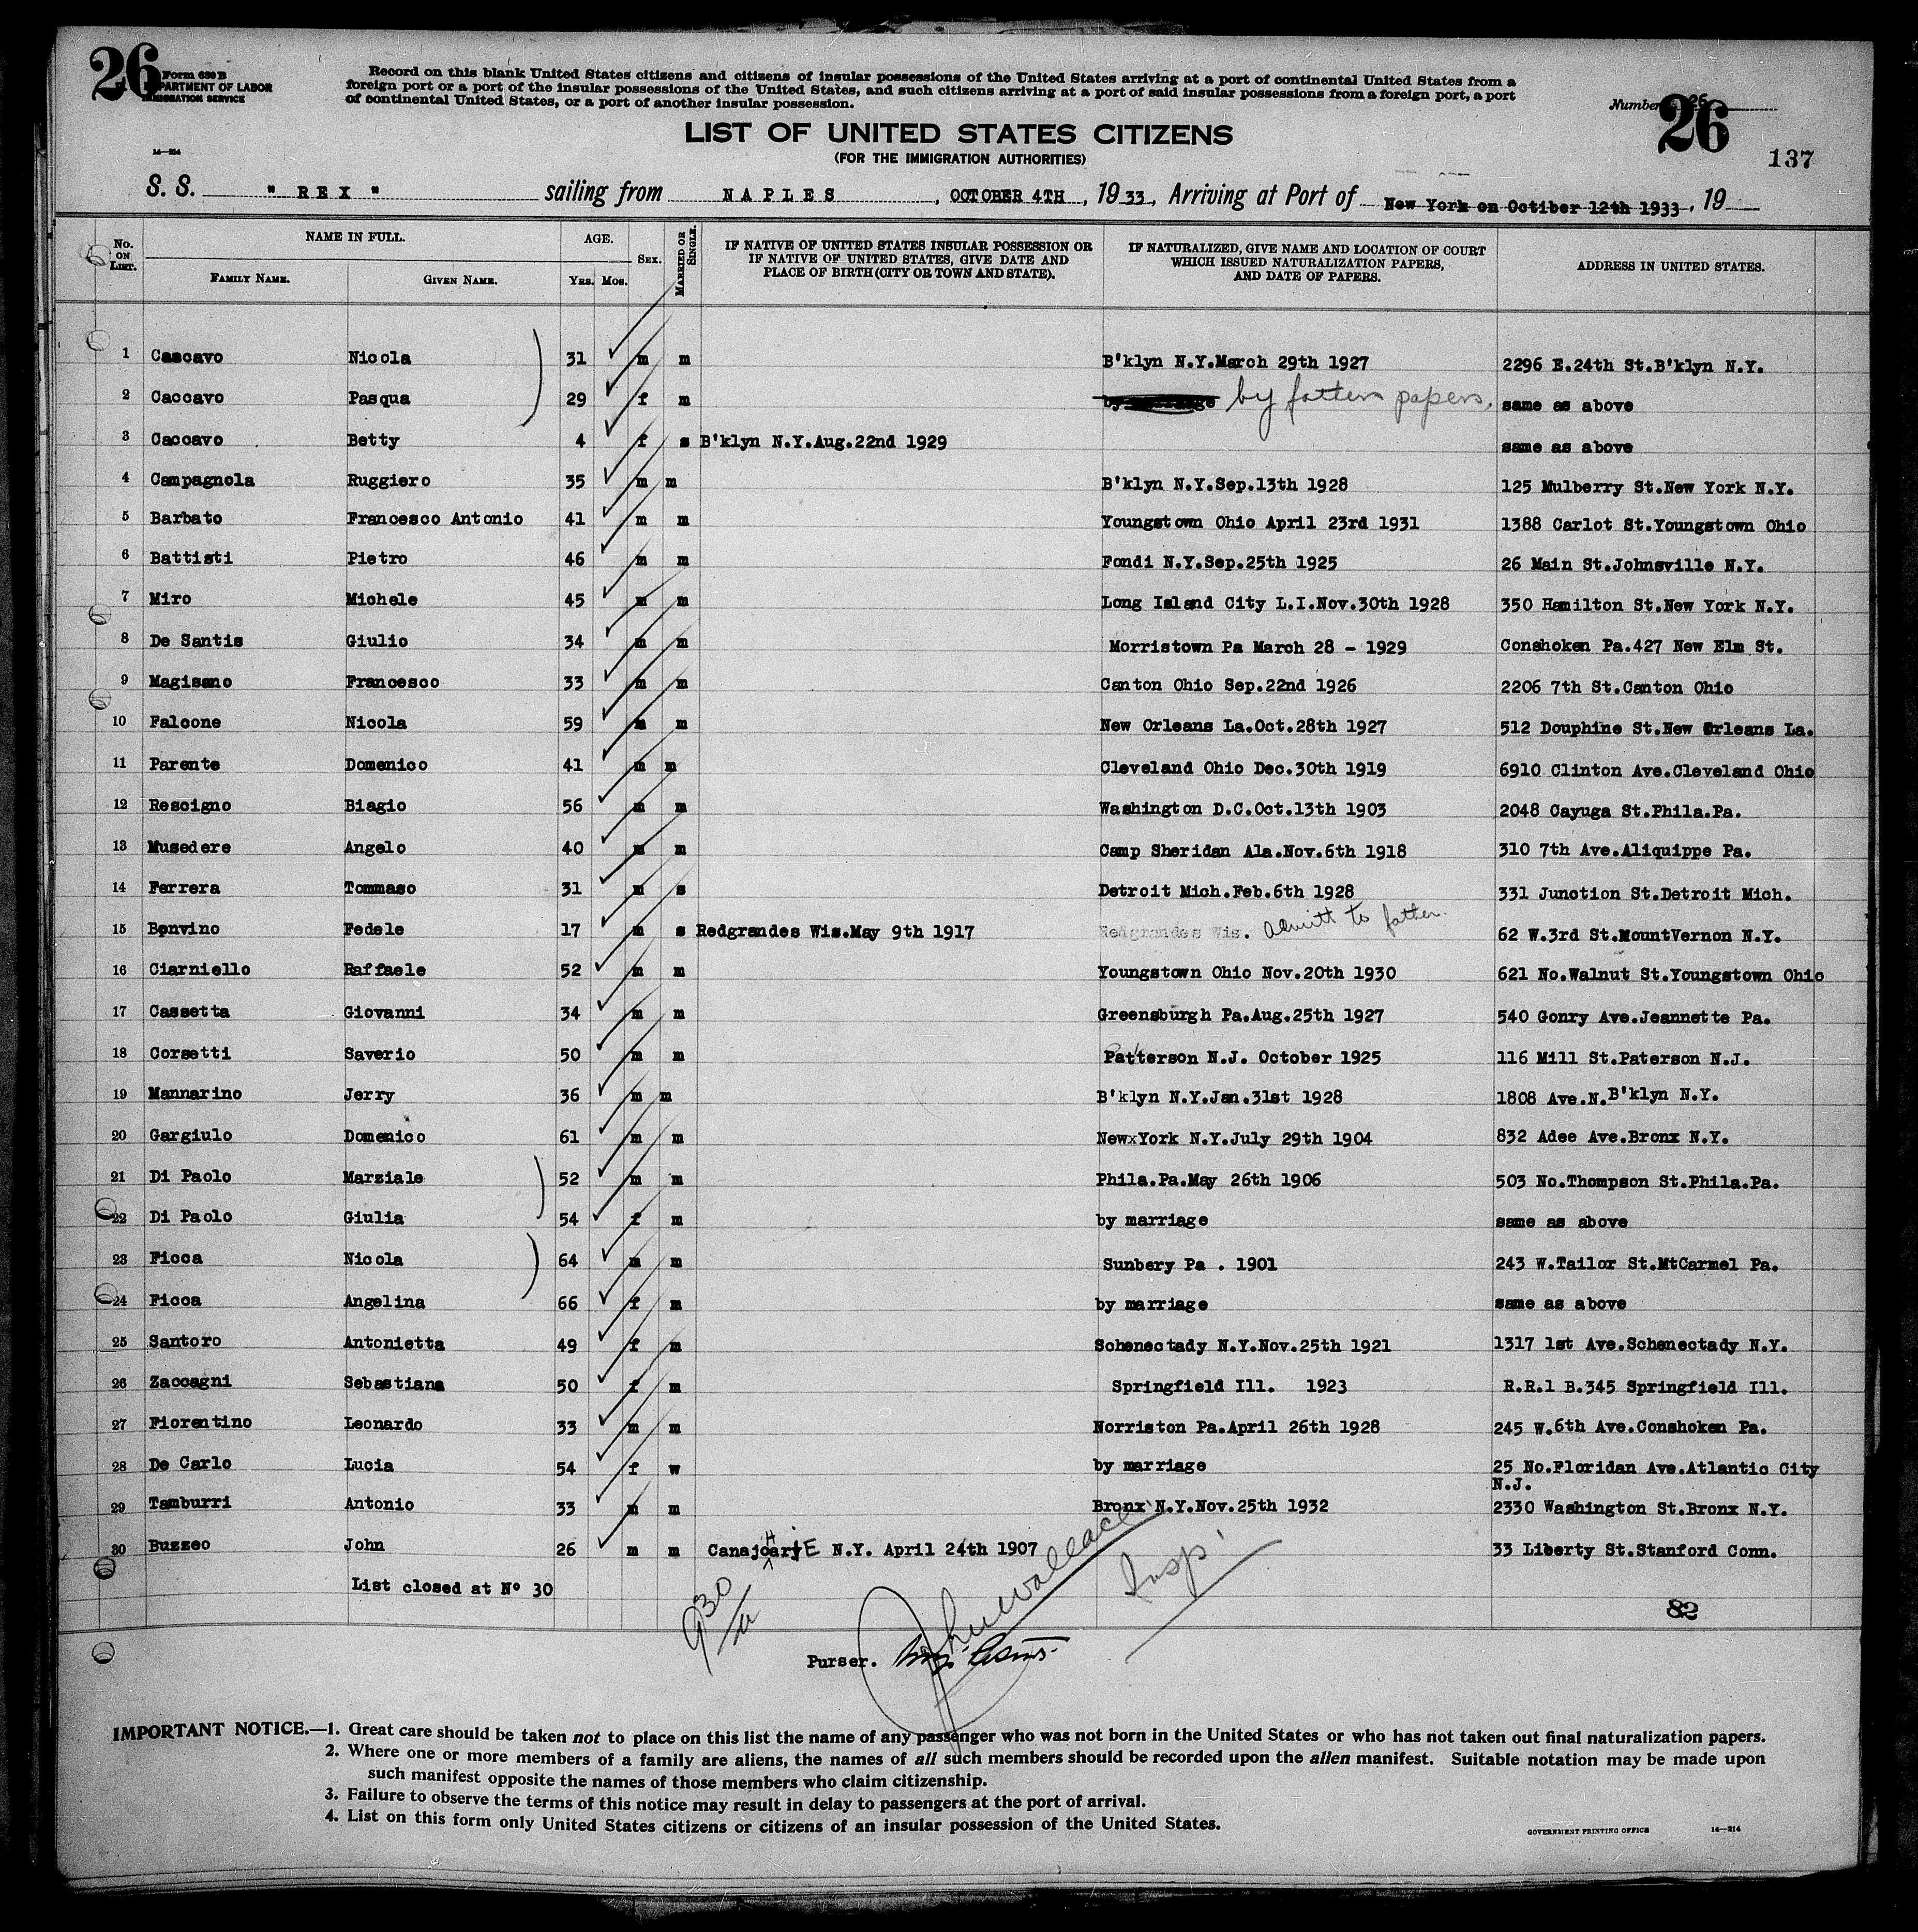 26
Form 630 B
DEPARTMENT OF LABOR
IMMIGRATION SERVICE
Record on this blank United States citizens and citizens of insular possessions of the United States arriving at a port of continental United States from a
foreign port or a port of the insular possessions of the United States, and such citizens arriving at a port of said insular possessions from a foreign port, a port
of continental United States, or a port of another insular possession.
Number 26
26
137
LIST OF UNITED STATES CITIZENS
(FOR THE IMMIGRATION AUTHORITIES)
14—214
S. S. " REX " sailing from NAPLES, OCTOBER 4TH, 1933, Arriving at Port of New York on Octiber 12th 1933, 19
No. ON LIST. NAME IN FULL. FAMILY NAME. GIVEN NAME. AGE. YRS. MOS. SEX. MARRIED OR SINGLE. IF NATIVE OF UNITED STATES INSULAR POSSESSION OR IF NATIVE OF UNITED STATES, GIVE DATE AND PLACE OF BIRTH (CITY OR TOWN AND STATE). IF NATURALIZED, GIVE NAME AND LOCATION OF COURT WHICH ISSUED NATURALIZATION PAPERS, AND DATE OF PAPERS. ADDRESS IN UNITED STATES.
1 Caccavo Nicola 31 m m B'klyn N.Y.March 29th 1927 2296 E.24th St.B'klyn N.Y.
2 Caccavo Pasqua 29 f m by fathers papers, same as above
3 Caccavo Betty 4 f s B'klyn N.Y.Aug.22nd 1929 same as above
4 Campagnola Ruggiero 35 m m B'klyn N.Y.Sep.13th 1928 125 Mulberry St.New York N.Y.
5 Barbato Francesco Antonio 41 m m Youngstown Ohio April 23rd 1931 1388 Carlot St.Youngstown Ohio
6 Battisti Pietro 46 m m Fondi N.Y.Sep.25th 1925 26 Main St.Johnsville N.Y.
7 Miro Michele 45 m m Long Island City L.I.Nov.30th 1928 350 Hamilton St.New York N.Y.
8 De Santis Giulio 34 m m Morristown Pa March 28 - 1929 Conshoken Pa.427 New Elm St.
9 Magisano Francesco 33 m m Canton Ohio Sep.22nd 1926 2206 7th St.Canton Ohio
10 Falcone Nicola 59 m m New Orleans La.Oct.28th 1927 512 Douphine St.New Orleans La.
11 Parente Domenico 41 m m Cleveland Ohio Dec.30th 1919 6910 Clinton Ave.Cleveland Ohio
12 Rescigno Biagio 56 m m Washington D.C.Oct.13th 1903 2048 Cayuga St.Phila.Pa.
13 Musedere Angelo 40 m m Camp Sheridan Ala.Nov.6th 1918 310 7th Ave.Aliquippe Pa.
14 Ferrera Tommaso 31 m s Detroit Mich.Feb.6th 1928 331 Junction St.Detroit Mich.
15 Bonvino Fedele 17 m s Redgrandes Wis.May 9th 1917 Redgrandes Wis. admitt to father. 62 W.3rd St.MountVernon N.Y.
16 Ciarniello Raffaele 52 m m Youngstown Ohio Nov.20th 1930 621 No.Walnut St.Youngstown Ohio
17 Cassetta Giovanni 34 m m Greensburgh Pa.Aug.25th 1927 540 Gonry Ave.Jeannette Pa.
18 Corsetti Saverio 50 m m Patterson N.J. October 1925 116 Mill St.Paterson N.J.
19 Mannarino Jerry 36 m m B'klyn N.Y.Jan.31st 1928 1808 Ave.N.B'klyn N.Y.
20 Gargiulo Domenico 61 m m NewxYork N.Y.July 29th 1904 832 Adee Ave.Bronx N.Y.
21 Di Paolo Marziale 52 m m Phila.Pa.May 26th 1906 503 No.Thompson St.Phila.Pa.
22 Di Paolo Giulia 54 f m by marriage same as above
23 Ficca Nicola 64 m m Sunbery Pa . 1901 243 W.Tailor St.MtCarmel Pa.
24 Ficca Angelina 66 f m by marriage same as above
25 Santoro Antonietta 49 f m Schenectady N.Y.Nov.25th 1921 1317 1st Ave.Schenectady N.Y.
26 Zaccagni Sebastiana 50 f m Springfield Ill. 1923 R.R.1 B.345 Springfield Ill.
27 Fiorentino Leonardo 33 m m Norriston Pa.April 26th 1928 245 W.6th Ave.Conshoken Pa.
28 De Carlo Lucia 54 f w by marriage 25 No.Floridan Ave.Atlantic City
N.J.
29 Tamburri Antonio 33 m m Bronx N.Y.Nov.25th 1932 2330 Washington St.Bronx N.Y.
30 Buzzeo John 26 m m CanajoHariE N.Y. April 24th 1907 33 Liberty St.Stanford Conn.
List closed at N° 30
82
930
John Wallace
Insp
Purser.
IMPORTANT NOTICE.—1. Great care should be taken not to place on this list the name of any passenger who was not born in the United States or who has not taken out final naturalization papers.
2. Where one or more members of a family are aliens, the names of all such members should be recorded upon the alien manifest. Suitable notation may be made upon
such manifest opposite the names of those members who claim citizenship.
3. Failure to observe the terms of this notice may result in delay to passengers at the port of arrival.
4. List on this form only United States citizens or citizens of an insular possession of the United States.
GOVERNMENT PRINTING OFFICE 14—214